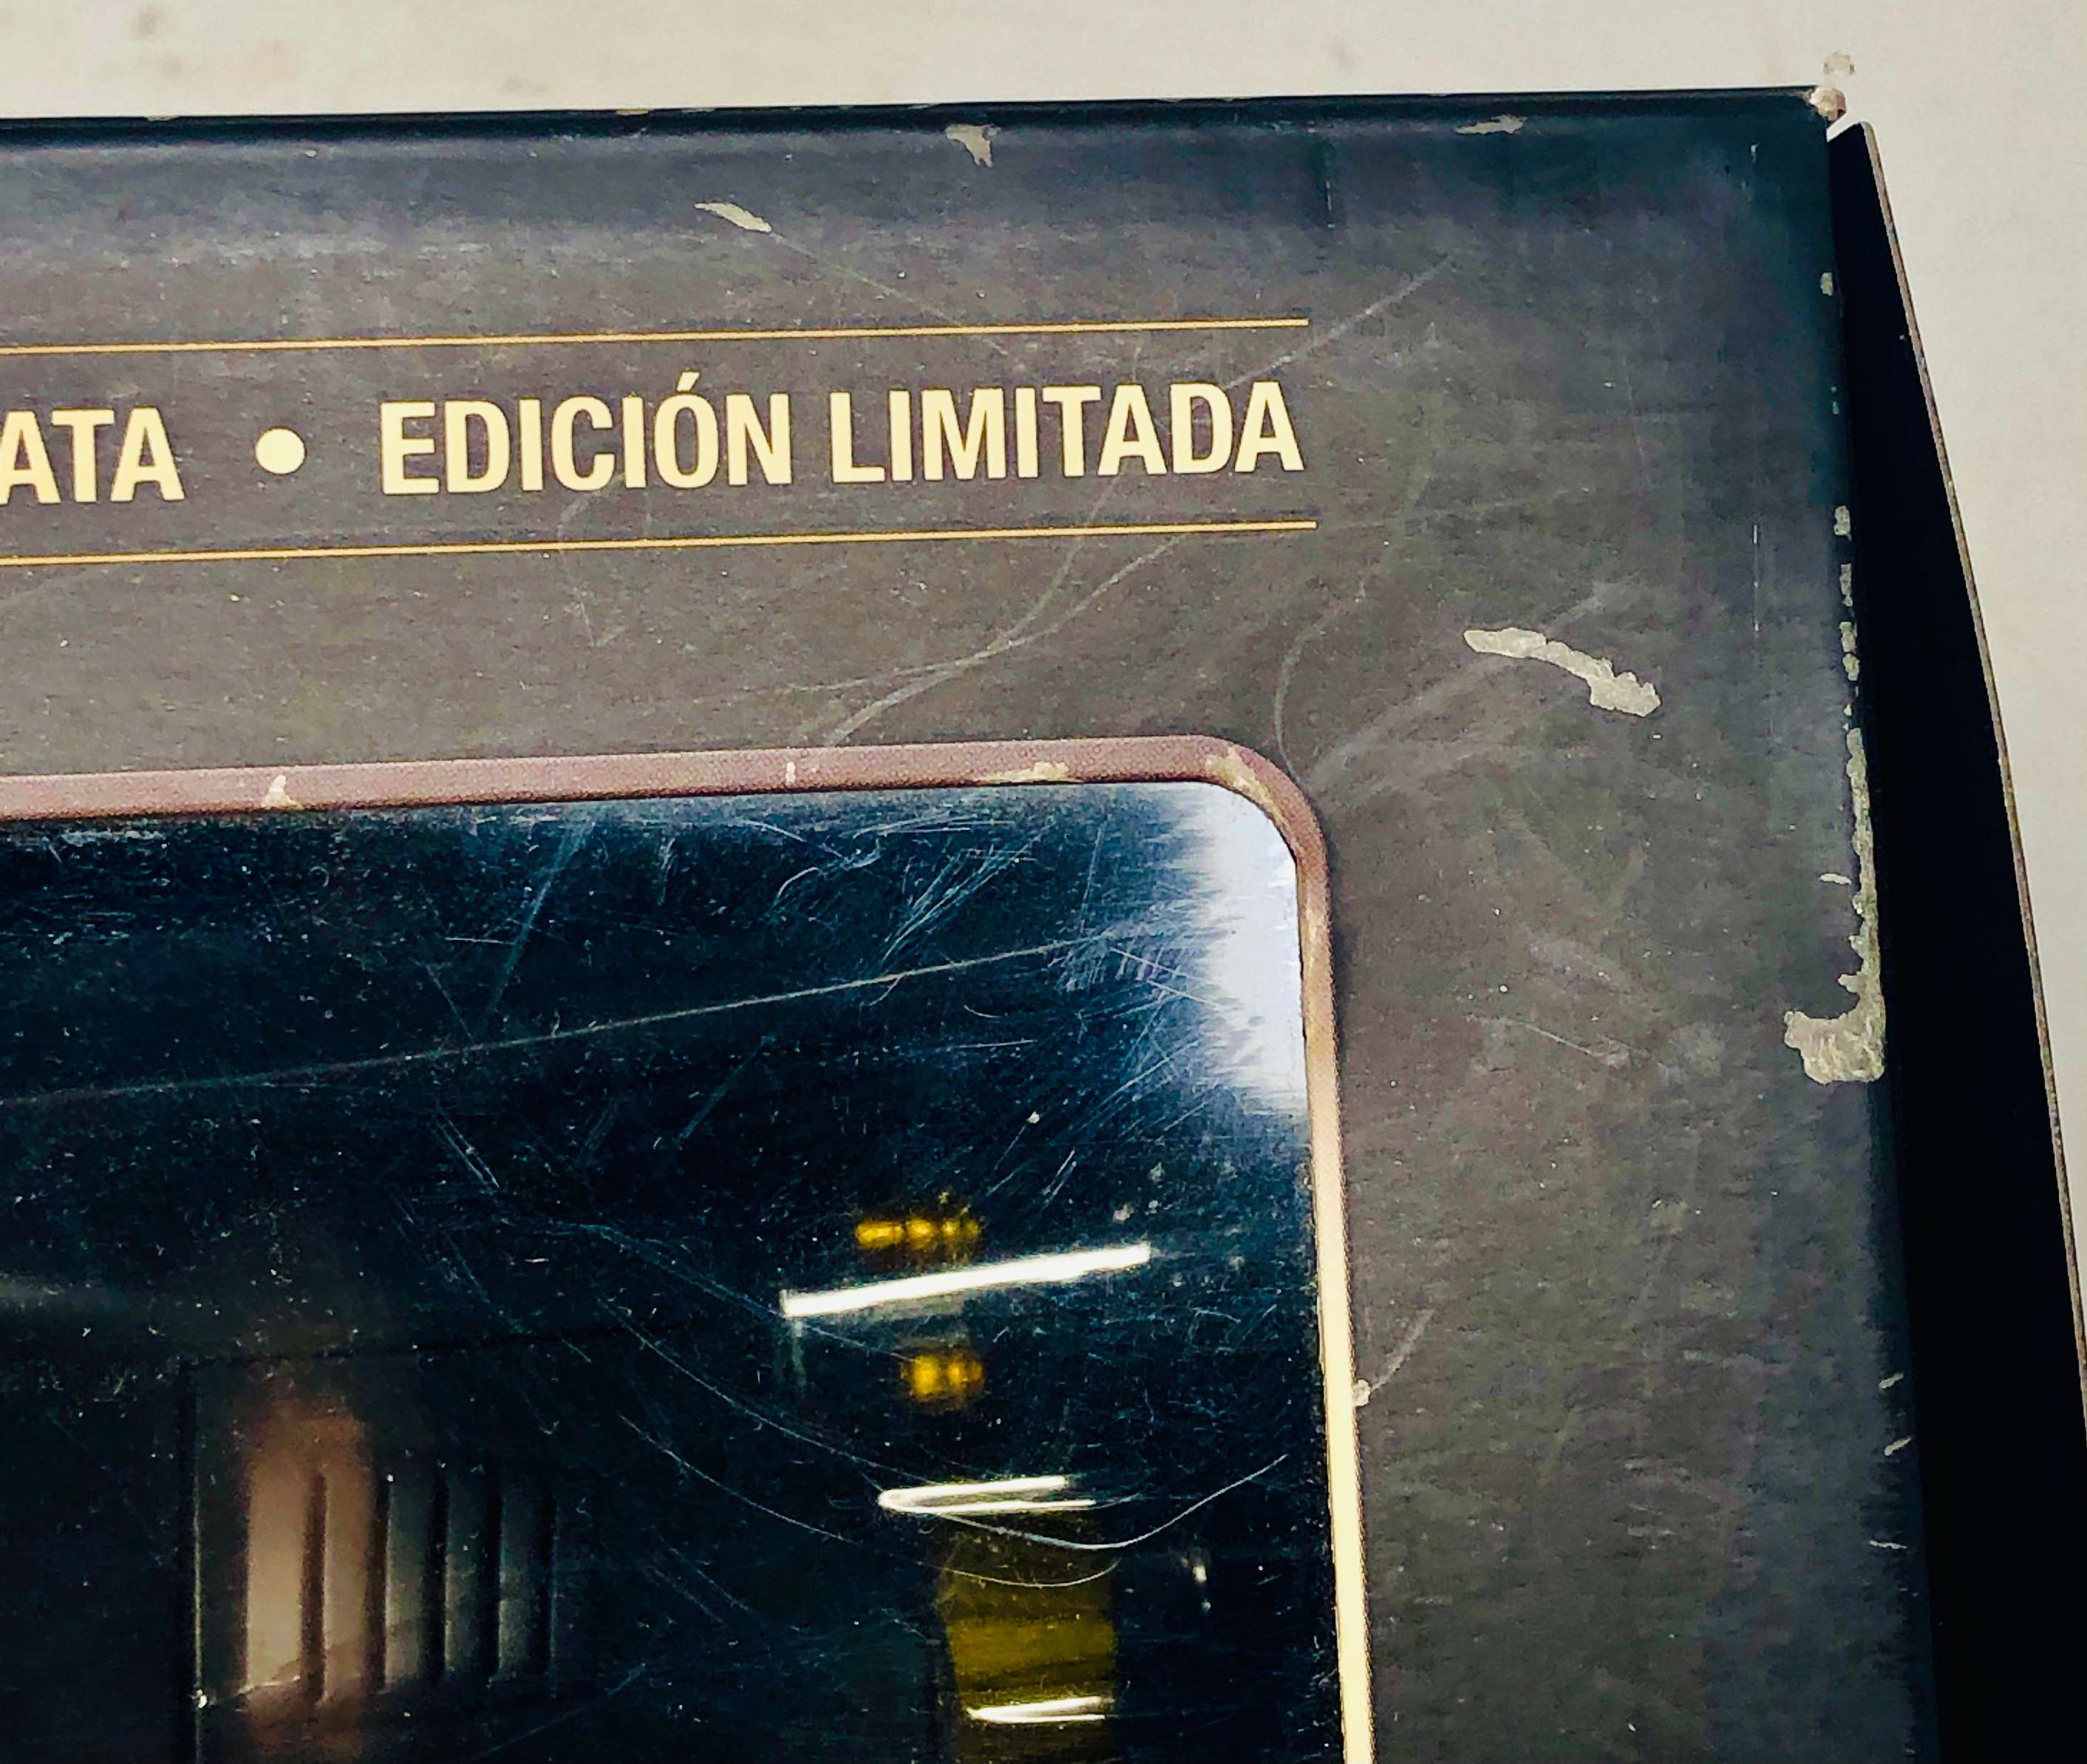 ATA • EDICIÓN LIMITADA